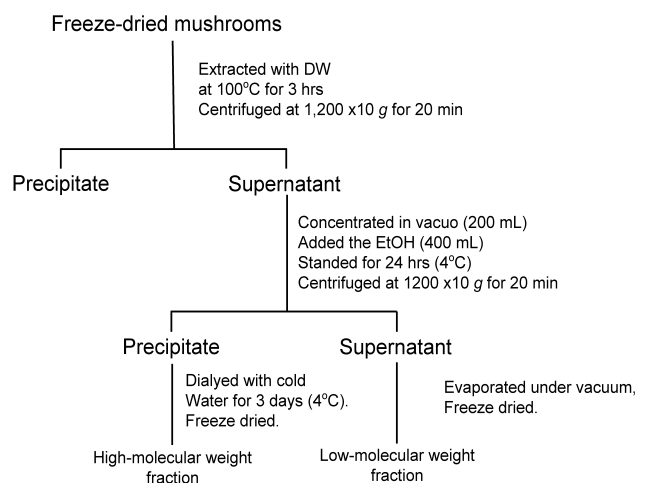 Freeze-dried mushrooms
Extracted with DW
at 100°C for 3 hrs
Centrifuged at 1,200 x10 g for 20 min
Precipitate
Supernatant
Concentrated in vacuo (200 mL)
Added the EtOH (400 mL)
Standed for 24 hrs (4°C)
Centrifuged at 1200 x10 g for 20 min
Precipitate
Supernatant
Dialyed with cold
Water for 3 days (4°C).
Freeze dried.
Evaporated under vacuum,
Freeze dried.
High-molecular weight
fraction
Low-molecular weight
fraction